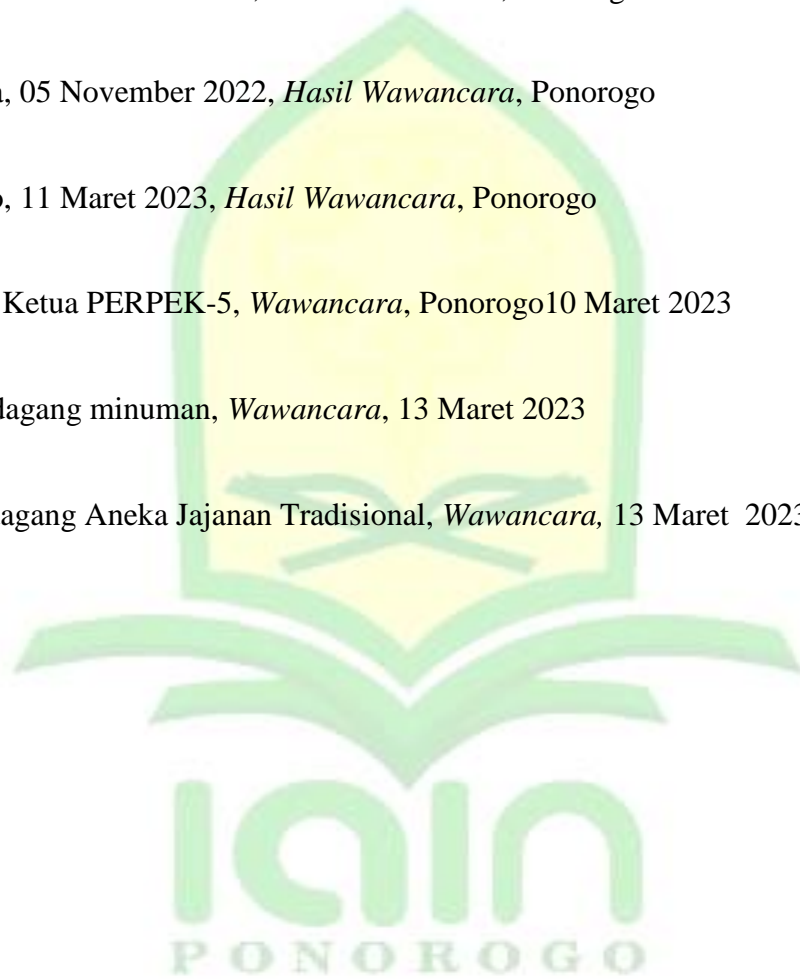 , 05 November 2022, Hasil Wawancara, Ponorogo
, 11 Maret 2023, Hasil Wawancara, Ponorogo
Ketua PERPEK-5, Wawancara, Ponorogo10 Maret 2023
dagang minuman, Wawancara, 13 Maret 2023
agang Aneka Jajanan Tradisional, Wawancara, 13 Maret  2023
iain
PONOROGO